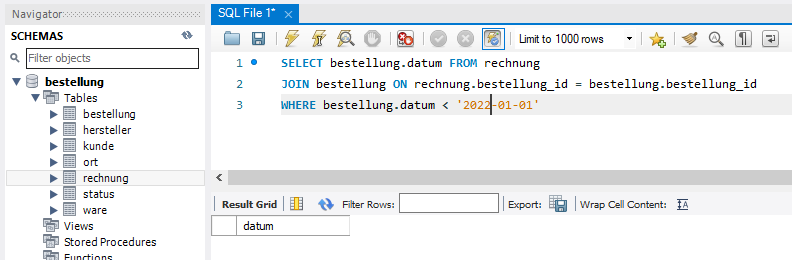 Navigator
SCHEMAS
Filter objects
bestellung
Tables
bestellung
hersteller
kunde
ort
rechnung
status
ware
Views
Stored Procedures
Functions
SQL File 1*
Limit to 1000 rows
1 SELECT bestellung.datum FROM rechnung
2 JOIN bestellung ON rechnung.bestellung_id = bestellung.bestellung_id
3 WHERE bestellung.datum < '2022-01-01'
Result Grid Filter Rows: Export: Wrap Cell Content:
datum